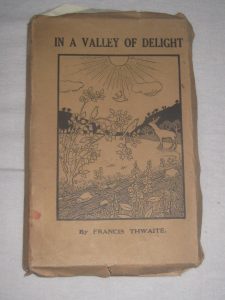 IN A VALLEY OF DELIGHT
By FRANCIS THWAITE.